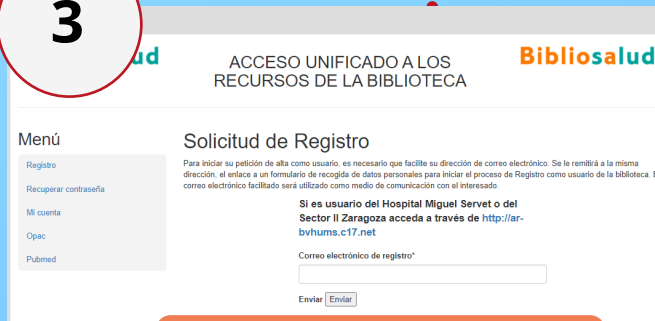 3
ud
ACCESO UNIFICADO A LOS
RECURSOS DE LA BIBLIOTECA
Bibliosalud
Menú
Registro
Recuperar contraseña
Mi cuenta
Opac
Pubmed
Solicitud de Registro
Para iniciar su petición de alta como usuario, es necesario que facilite su dirección de correo electrónico. Se le remitirá a la misma
dirección, el enlace a un formulario de recogida de datos personales para iniciar el proceso de Registro como usuario de la biblioteca. E
correo electrónico facilitado será utilizado como medio de comunicación con el interesado.
Si es usuario del Hospital Miguel Servet o del
Sector II Zaragoza acceda a través de http://ar-
bvhums.c17.net
Correo electrónico de registro*
Enviar Enviar